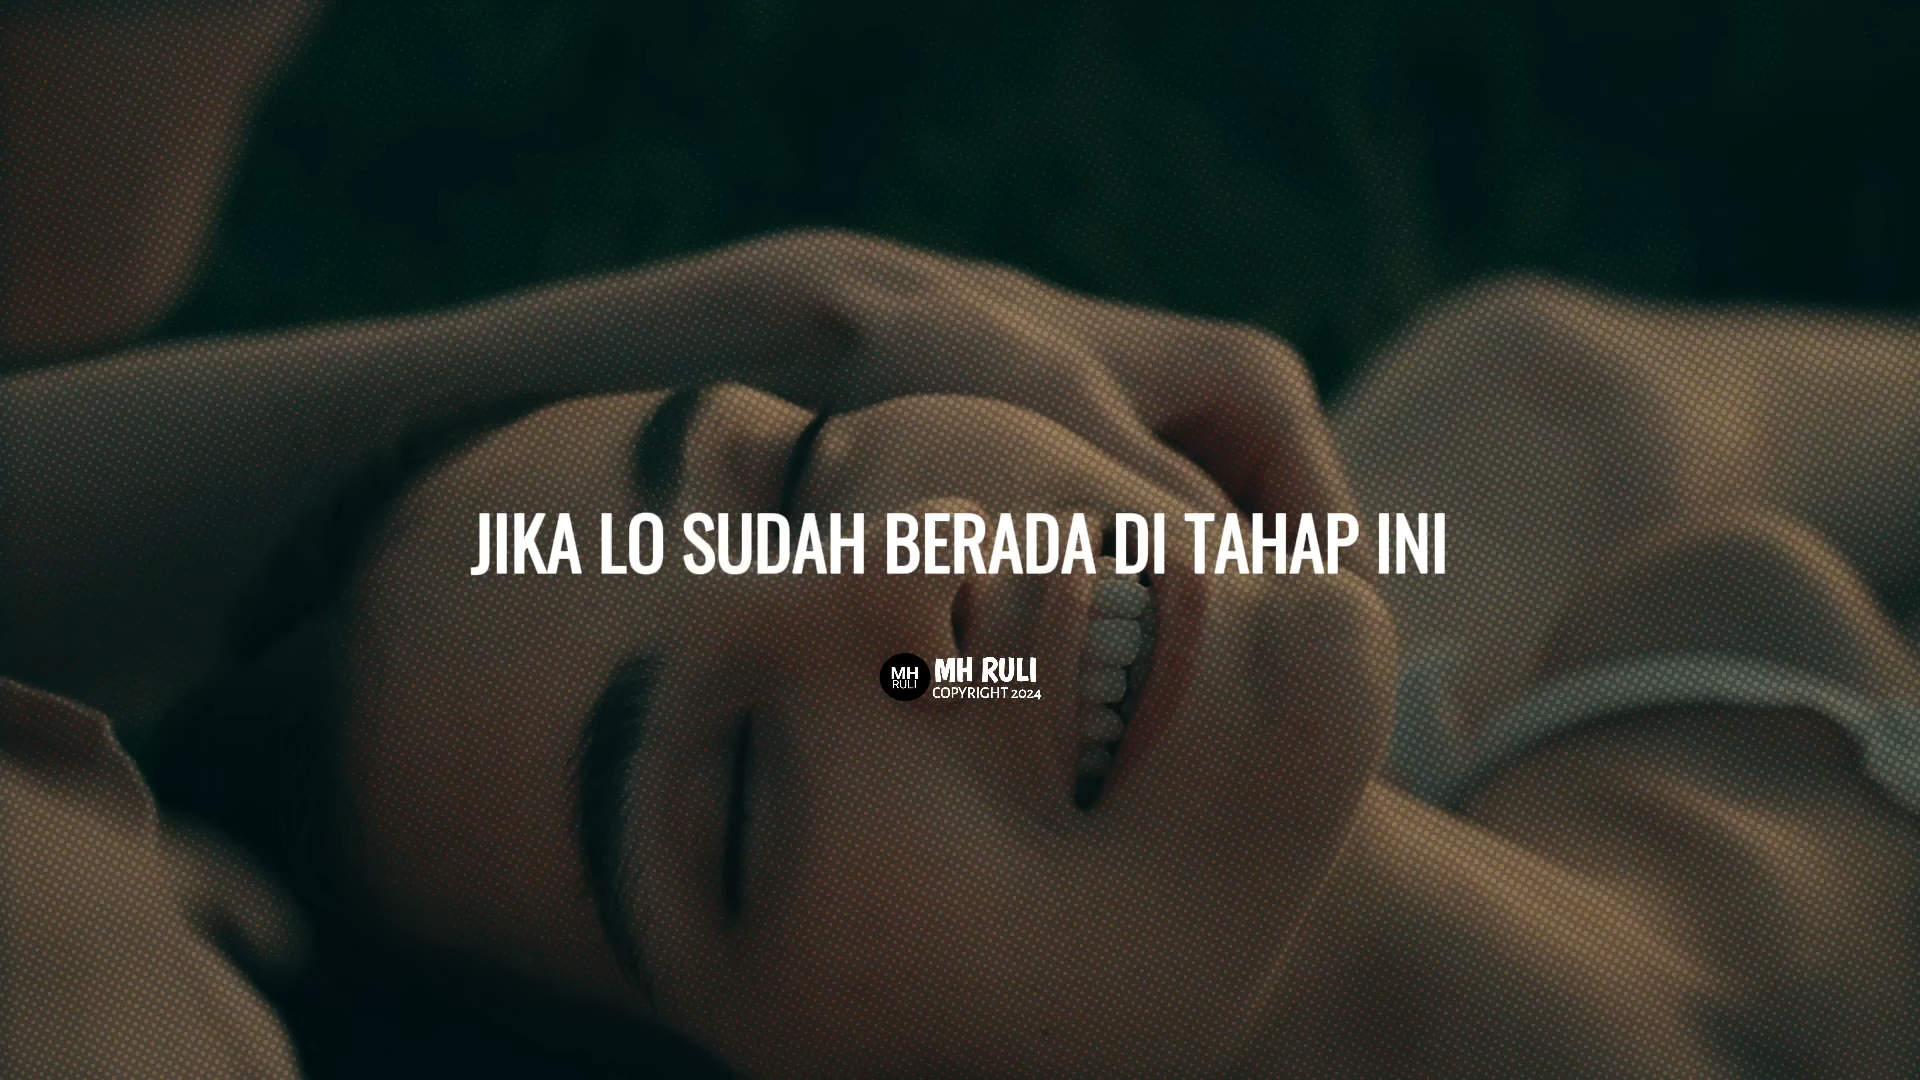 JIKA LO SUDAH BERADA DI TAHAP INI
MH
RULI
MH RULI
COPYRIGHT 2024